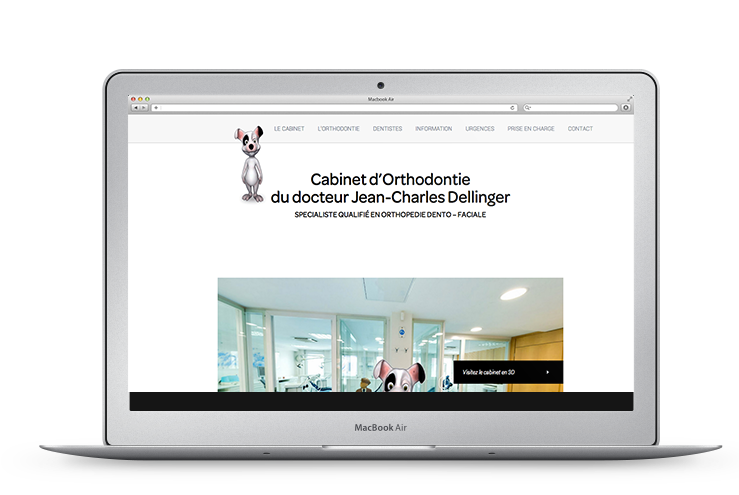 Macbook Air
LE CABINET L'ORTHODONTIE DENTISTES INFORMATION URGENCES PRISE EN CHARGE CONTACT
Cabinet d'Orthodontie
du docteur Jean-Charles Dellinger
SPECIALISTE QUALIFIÉ EN ORTHOPEDIE DENTO – FACIALE
Visitez le cabinet en 3D
MacBook Air